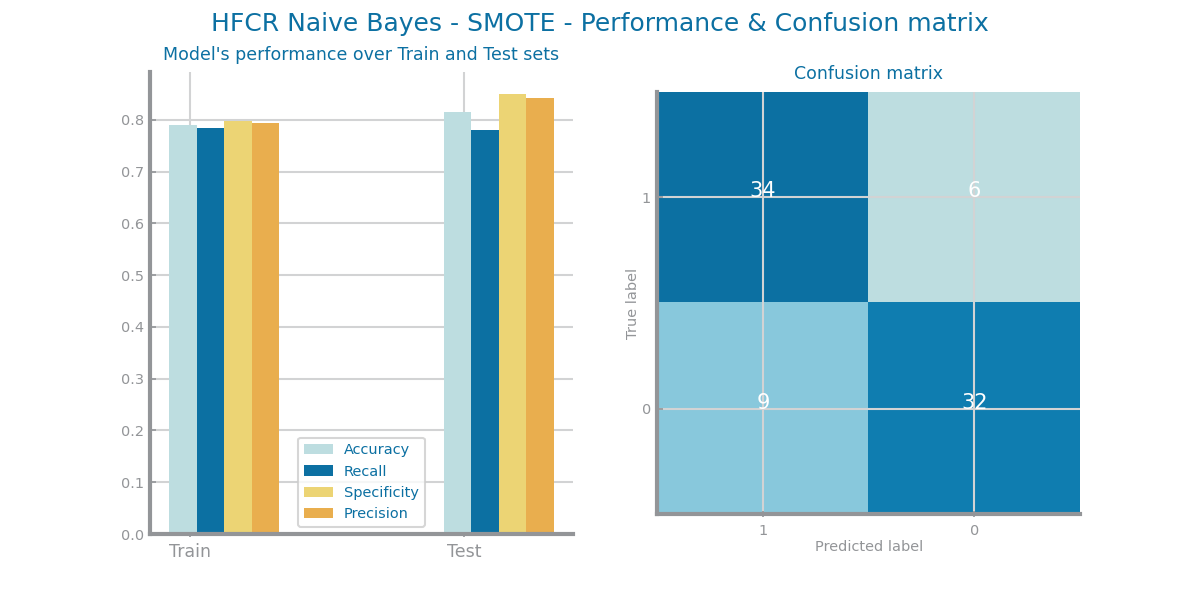 HFCR Naive Bayes - SMOTE - Performance & Confusion matrix
Model's performance over Train and Test sets
0.8
0.7
0.6
0.5
0.4
0.3
0.2
0.1
0.0
Train
Test
Accuracy
Recall
Specificity
Precision
Confusion matrix
True label
1
0
34
6
9
32
1
0
Predicted label